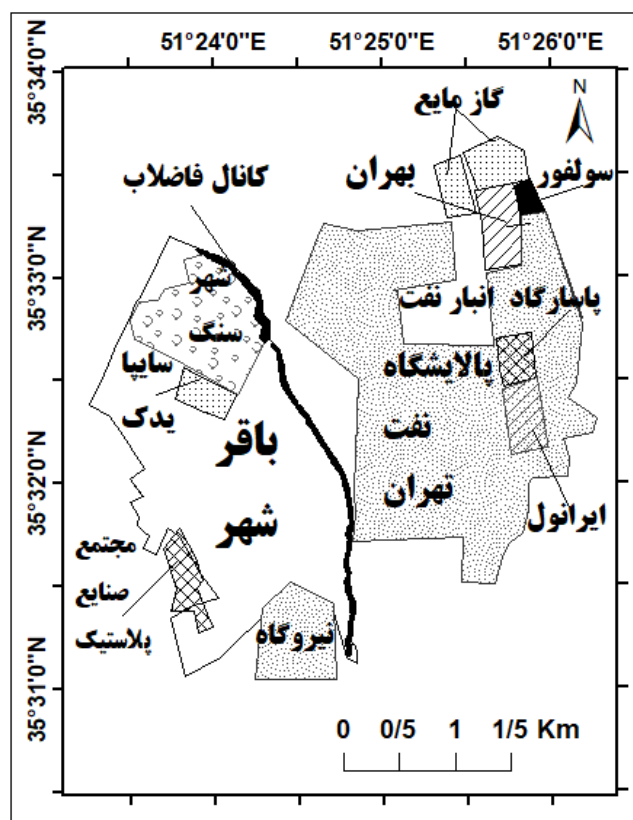 51°24'0"E 51°25'0"E 51°26'0"E
35°34'0"N
35°33'0"N
35°32'0"N
35°31'0"N
N
گاز مایع
کانال فاضلاب
بهران
سولفور
شهر
سنگ
انبار نفت
پاسارگاد
سایپا
یدک
پالایشگاه
نفت
تهران
باقر
شهر
ایرانول
مجتمع
صنایع
پلاستیک
نیروگاه
0 0/5 1 1/5 Km